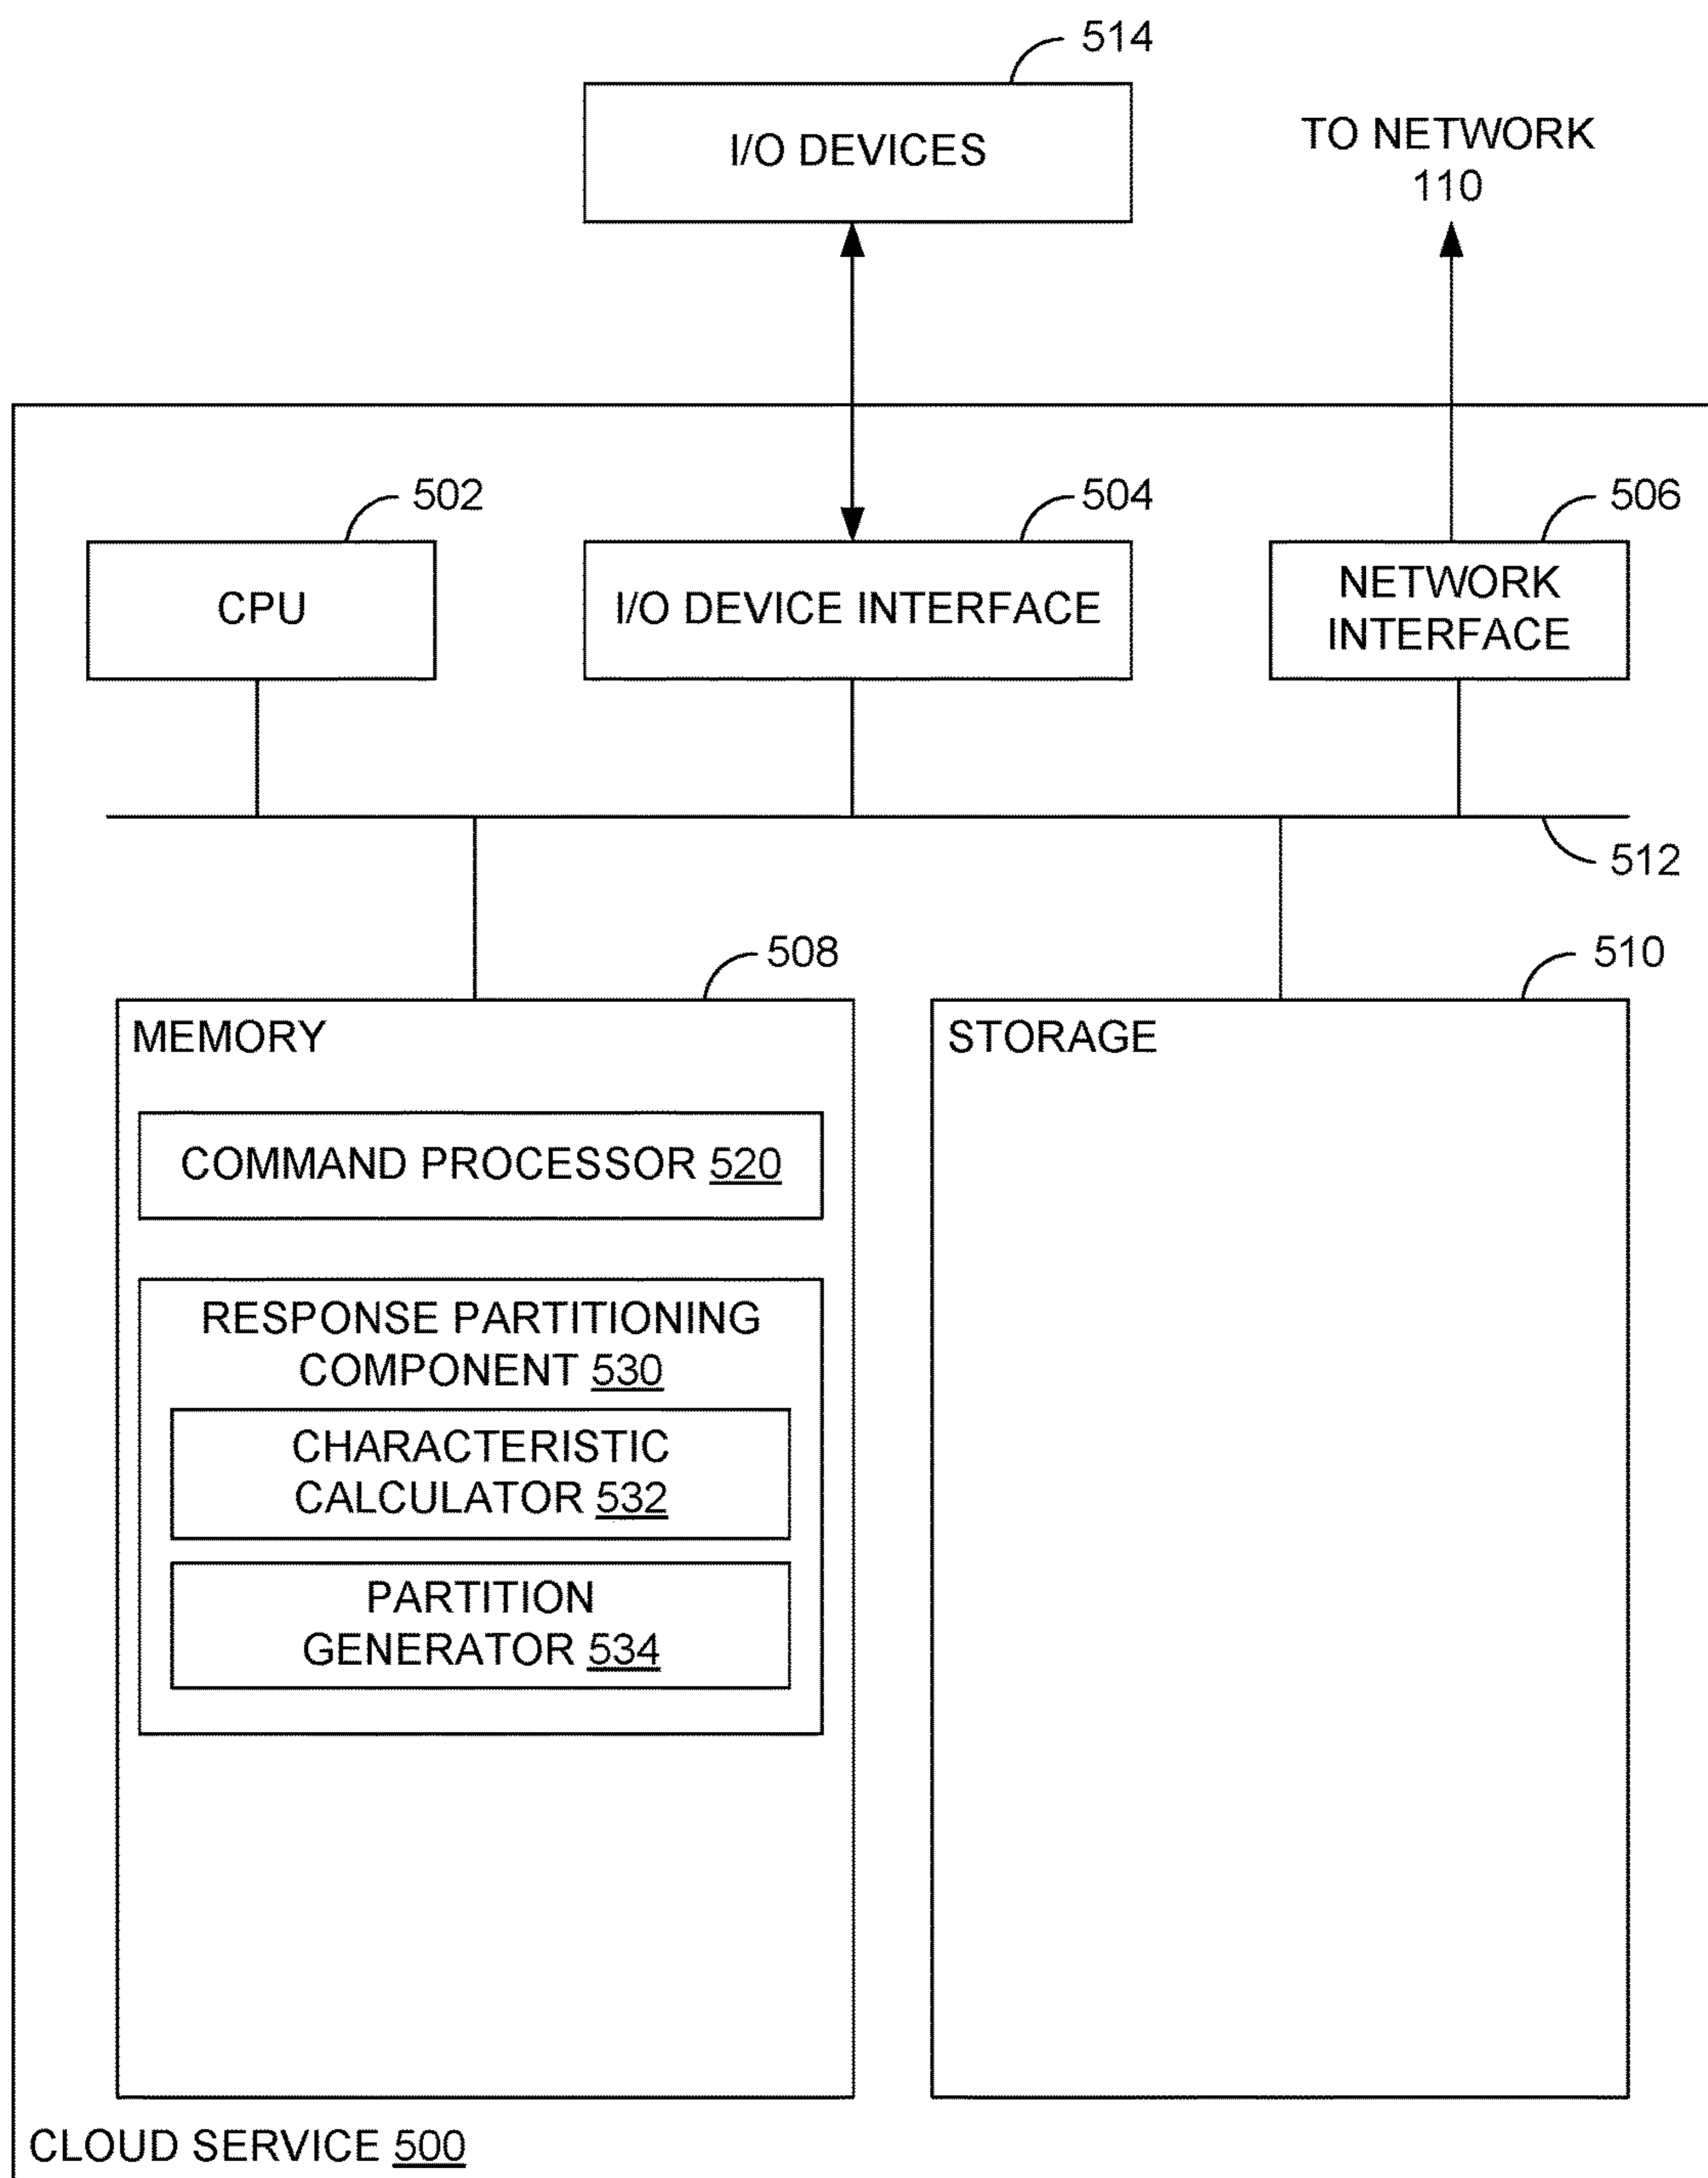 514
I/O DEVICES
TO NETWORK
110
502
504
506
CPU
I/O DEVICE INTERFACE
NETWORK
INTERFACE
512
508
510
MEMORY
STORAGE
COMMAND PROCESSOR 520
RESPONSE PARTITIONING
COMPONENT 530
CHARACTERISTIC
CALCULATOR 532
PARTITION
GENERATOR 534
CLOUD SERVICE 500